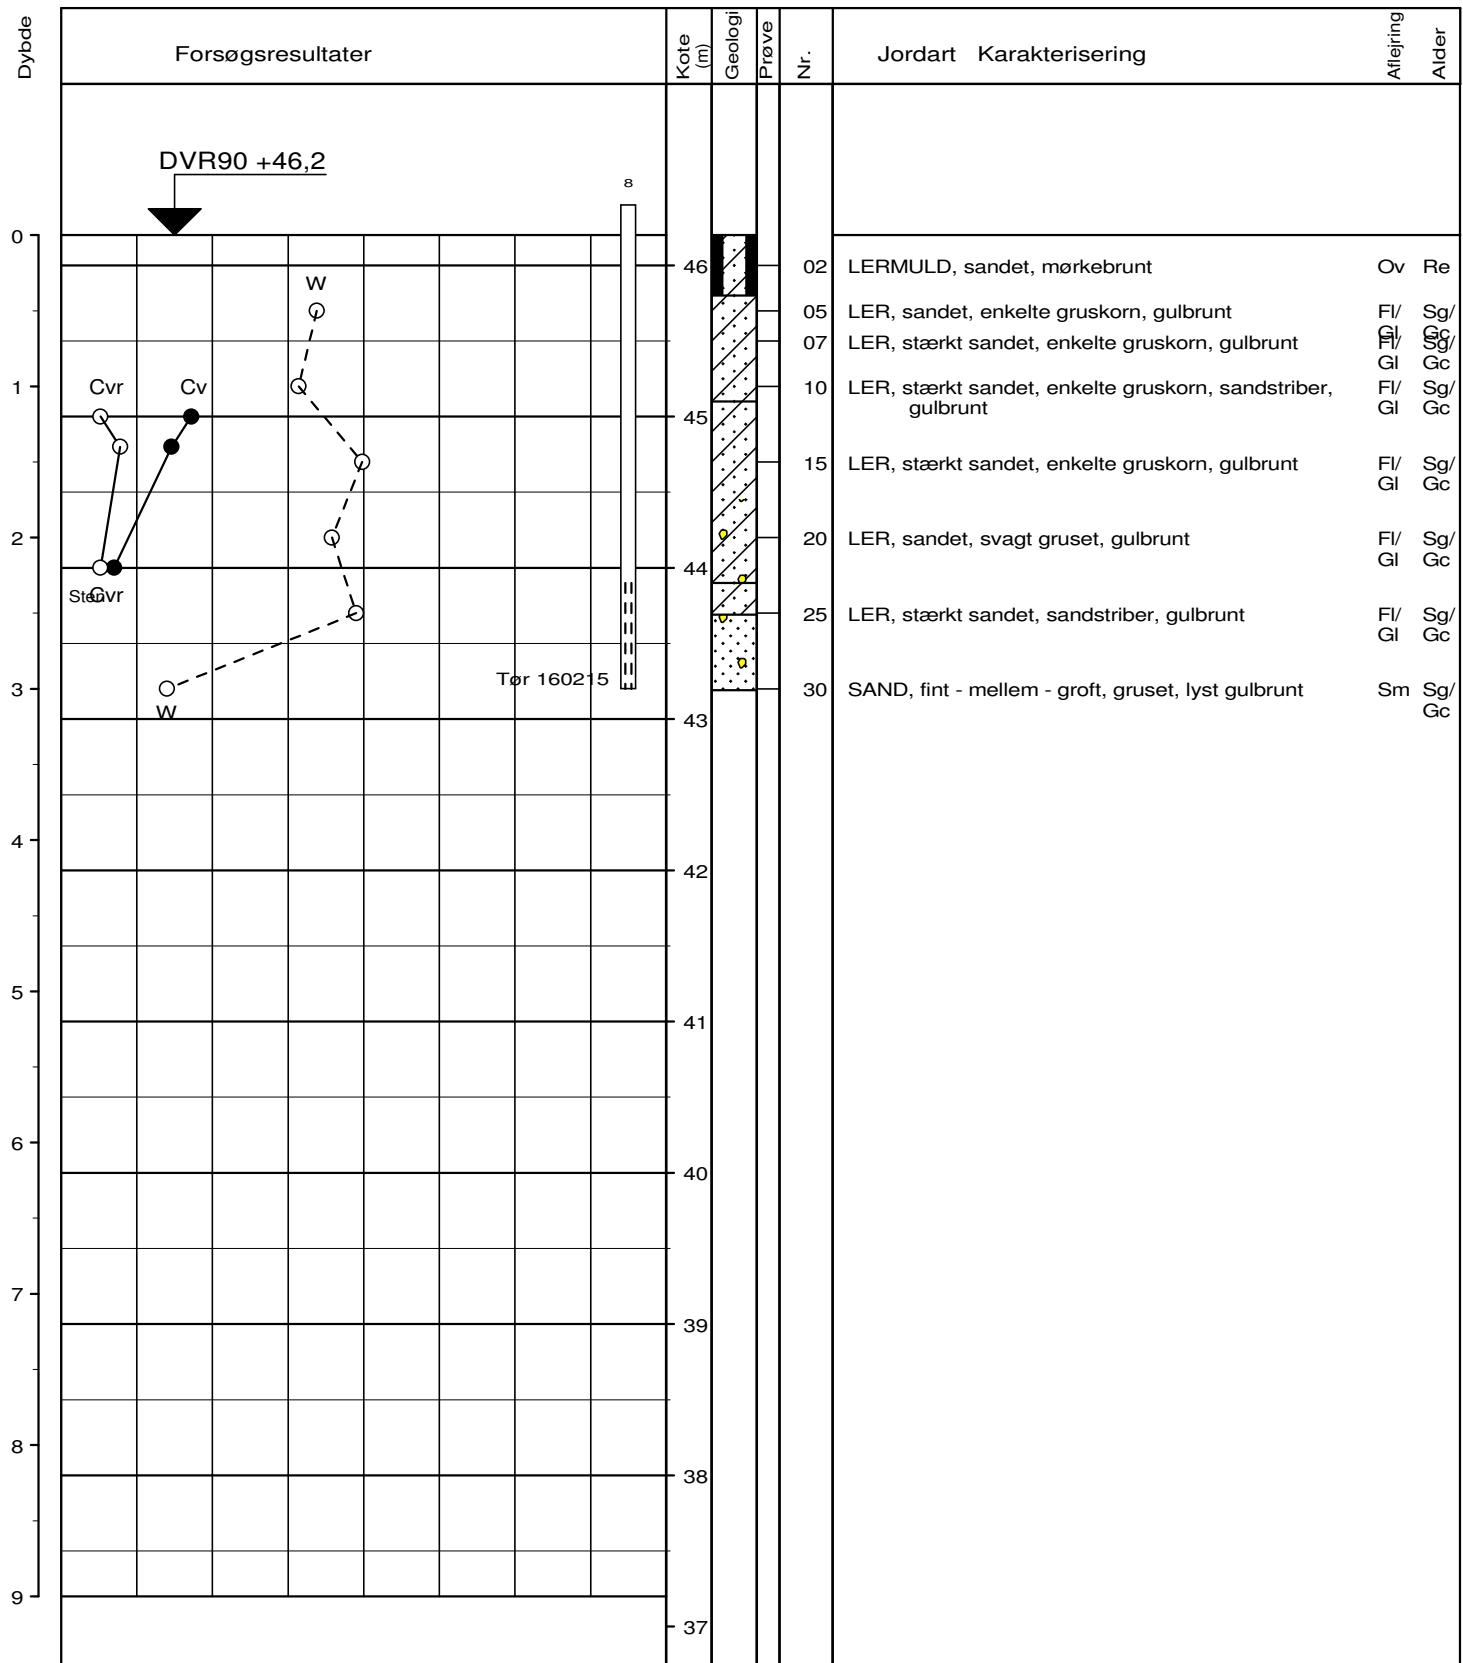 Dybde
Forsøgsresultater
Kote (m)
Geologi
Prøve
Nr.
Jordart Karakterisering
Aflejring
Alder
DVR90 +46,2
8
0
46
02 LERMULD, sandet, mørkebrunt Ov Re
W
05 LER, sandet, enkelte gruskorn, gulbrunt Fl/ Sg/
Gl Gc
07 LER, stærkt sandet, enkelte gruskorn, gulbrunt Fl/ Sg/
Gl Gc
1
Cvr Cv
10 LER, stærkt sandet, enkelte gruskorn, sandstriber, Fl/ Sg/
gulbrunt Gl Gc
45
15 LER, stærkt sandet, enkelte gruskorn, gulbrunt Fl/ Sg/
Gl Gc
2
20 LER, sandet, svagt gruset, gulbrunt Fl/ Sg/
Gl Gc
44
Sten Cvr
25 LER, stærkt sandet, sandstriber, gulbrunt Fl/ Sg/
Gl Gc
Tør 160215
3
30 SAND, fint - mellem - groft, gruset, lyst gulbrunt Sm Sg/
Gc
W
43
4
42
5
41
6
40
7
39
8
38
9
37